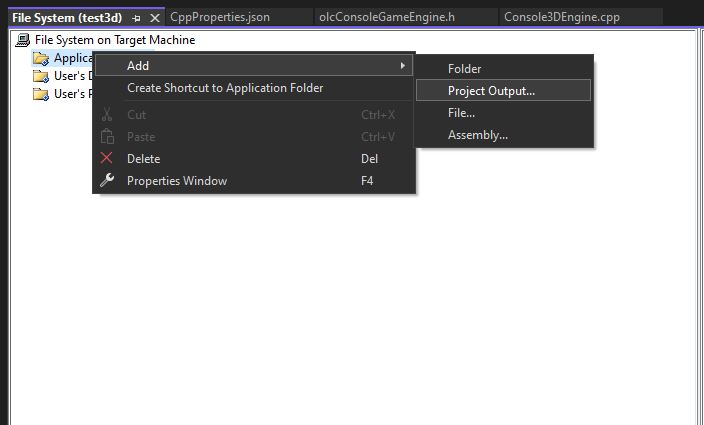 File System (test3d)
CppProperties.json
olcConsoleGameEngine.h
Console3DEngine.cpp
File System on Target Machine
Applica
User's D
User's P
Add
Create Shortcut to Application Folder
Cut Ctrl+X
Paste Ctrl+V
Delete Del
Properties Window F4
Folder
Project Output...
File...
Assembly...